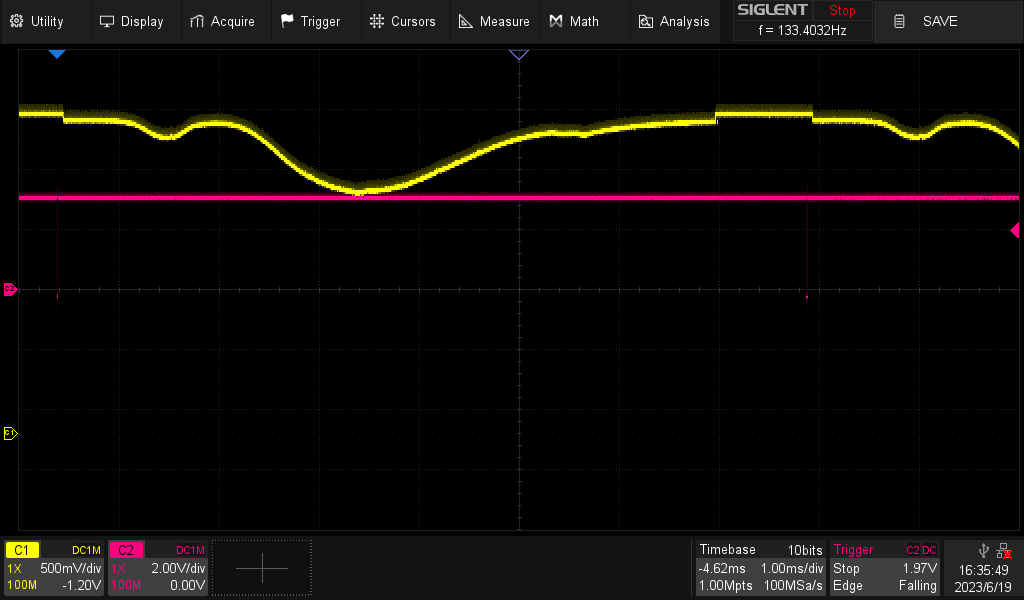 Utility Display Acquire Trigger Cursors Measure Math Analysis SIGLENT Stop SAVE
f = 133.4032Hz
C2
C1
C1 DC1M C2 DC1M Timebase 10bits Trigger C2 DC
1X 500mV/div 1X 2.00V/div -4.62ms 1.00ms/div Stop 1.97V 16:35:49
100M -1.20V 100M 0.00V 1.00Mpts 100MSa/s Edge Falling 2023/6/19